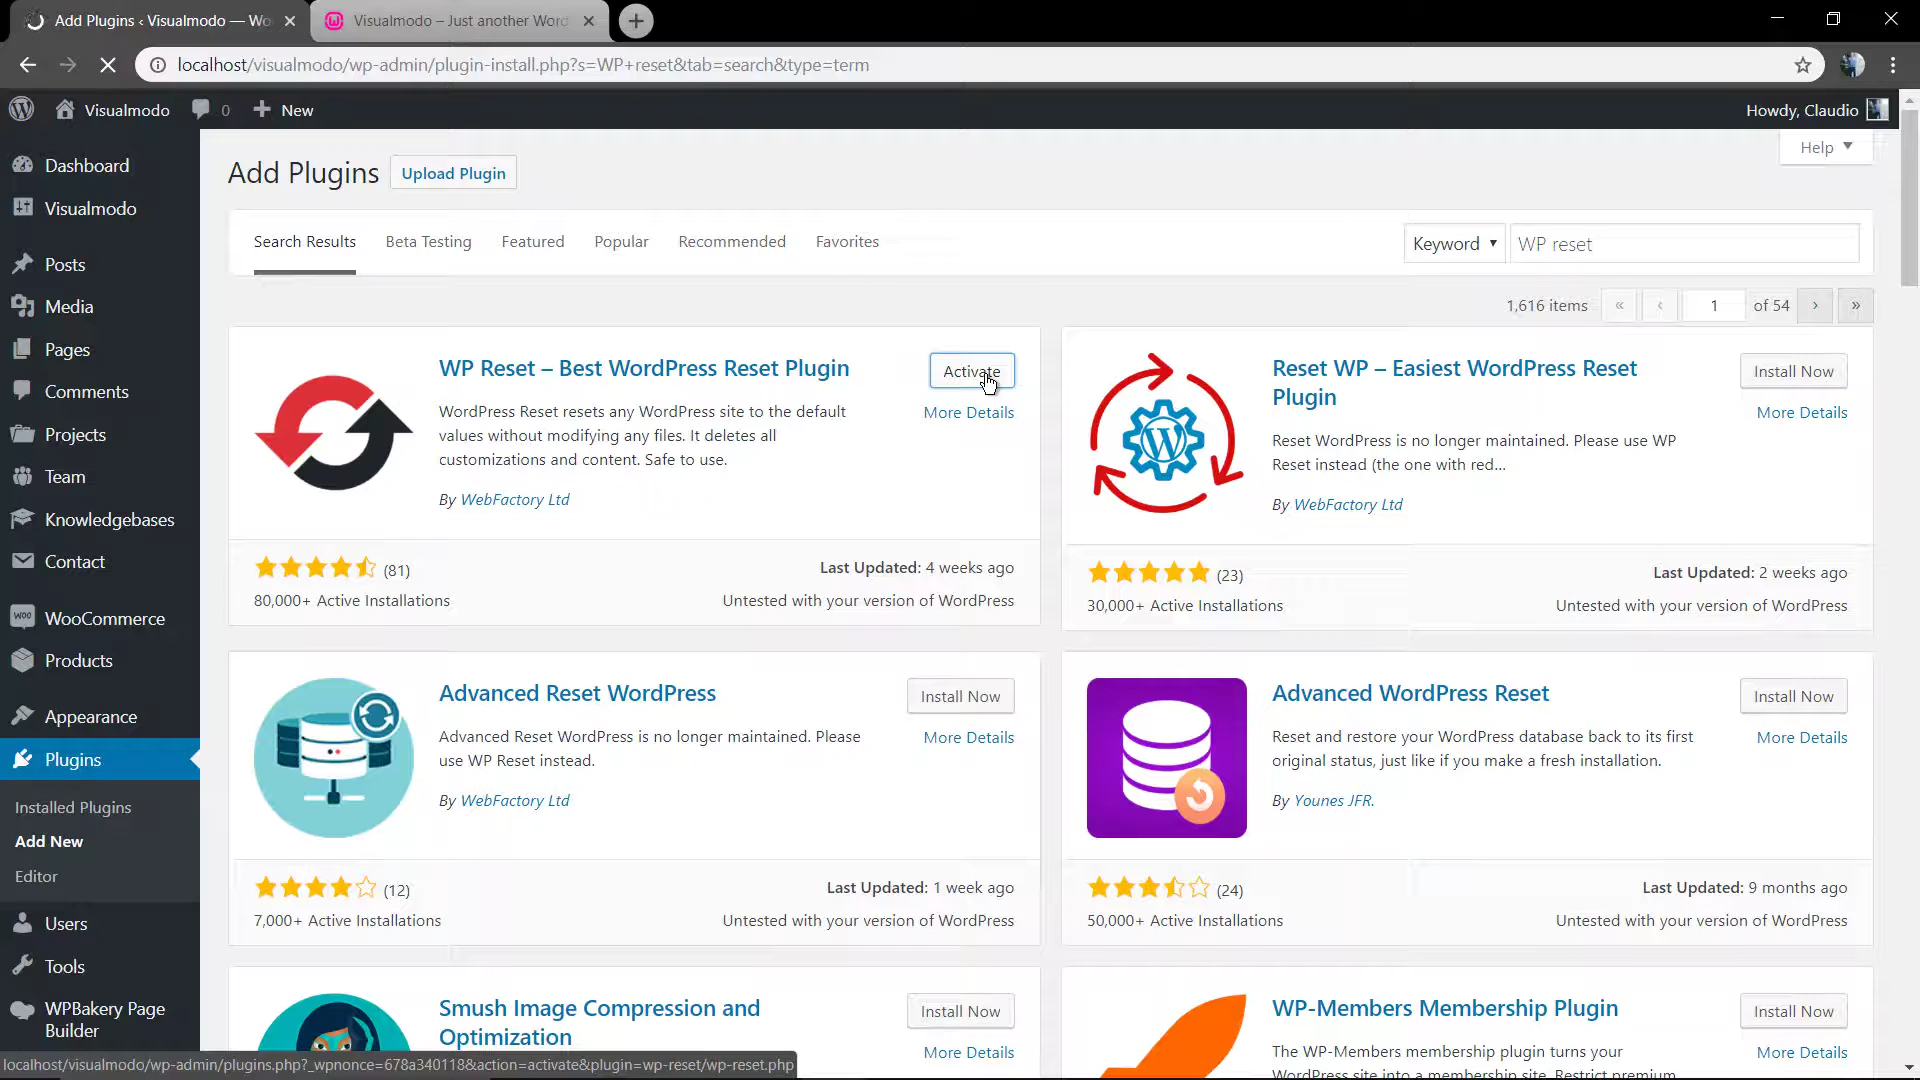 Add Plugins ‹ Visualmodo — Wo
Visualmodo – Just another Word
localhost/visualmodo/wp-admin/plugin-install.php?s=WP+reset&tab=search&type=term
Visualmodo
0
New
Howdy, Claudio
Help
Dashboard
Visualmodo
Posts
Media
Pages
Comments
Projects
Team
Knowledgebases
Contact
WooCommerce
Products
Appearance
Plugins
Installed Plugins
Add New
Editor
Users
Tools
WPBakery Page
Builder
Add Plugins
Upload Plugin
Search Results
Beta Testing
Featured
Popular
Recommended
Favorites
Keyword
WP reset
1,616 items
«
‹
1
of 54
›
»
WP Reset – Best WordPress Reset Plugin
Activate
More Details
WordPress Reset resets any WordPress site to the default
values without modifying any files. It deletes all
customizations and content. Safe to use.
By WebFactory Ltd
(81)
Last Updated: 4 weeks ago
80,000+ Active Installations
Untested with your version of WordPress
Reset WP – Easiest WordPress Reset
Plugin
Install Now
More Details
Reset WordPress is no longer maintained. Please use WP
Reset instead (the one with red...
By WebFactory Ltd
(23)
Last Updated: 2 weeks ago
30,000+ Active Installations
Untested with your version of WordPress
Advanced Reset WordPress
Install Now
More Details
Advanced Reset WordPress is no longer maintained. Please
use WP Reset instead.
By WebFactory Ltd
(12)
Last Updated: 1 week ago
7,000+ Active Installations
Untested with your version of WordPress
Advanced WordPress Reset
Install Now
More Details
Reset and restore your WordPress database back to its first
original status, just like if you make a fresh installation.
By Younes JFR.
(24)
Last Updated: 9 months ago
50,000+ Active Installations
Untested with your version of WordPress
Smush Image Compression and
Optimization
Install Now
More Details
WP-Members Membership Plugin
Install Now
More Details
The WP-Members membership plugin turns your
WordPress site into a membership site. Restrict premium
localhost/visualmodo/wp-admin/plugins.php?_wpnonce=678a340118&action=activate&plugin=wp-reset/wp-reset.php